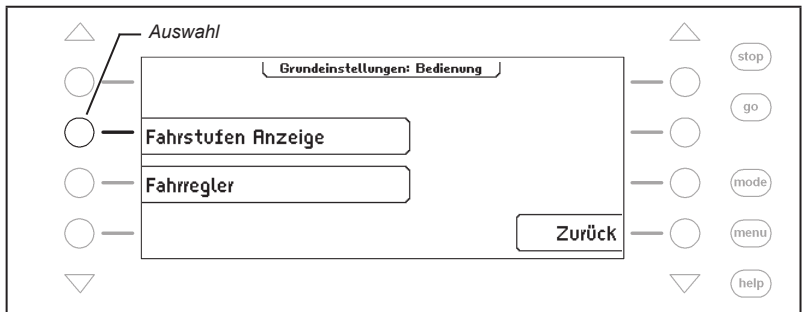 Auswahl
stop
Grundeinstellungen: Bedienung
go
Fahrstufen Anzeige
Fahrregler
mode
Zurück
menu
help